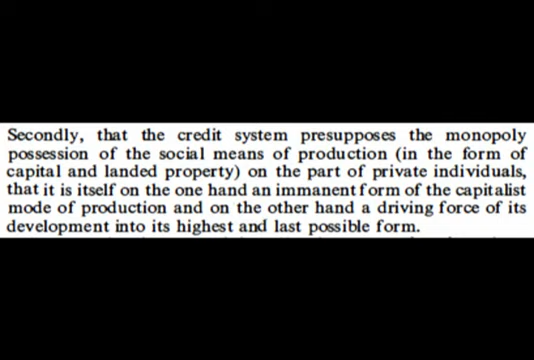 Secondly, that the credit system presupposes the monopoly
possession of the social means of production (in the form of
capital and landed property) on the part of private individuals,
that it is itself on the one hand an immanent form of the capitalist
mode of production and on the other hand a driving force of its
development into its highest and last possible form.